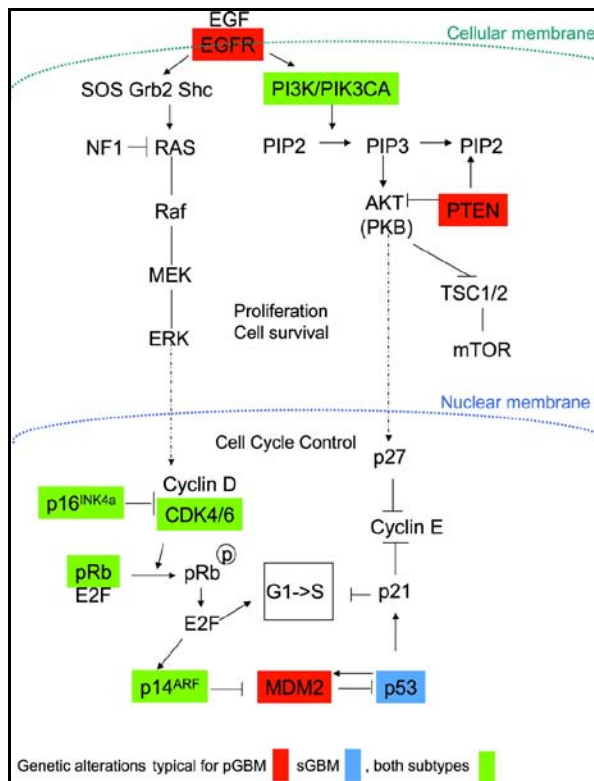 EGF
Cellular membrane
EGFR
SOS Grb2 Shc
PI3K/PIK3CA
NF1
RAS
PIP2
PIP3
PIP2
Raf
AKT
(PKB)
PTEN
MEK
TSC1/2
Proliferation
Cell survival
ERK
mTOR
Nuclear membrane
Cell Cycle Control
p27
Cyclin D
p16INK4a
CDK4/6
Cyclin E
pRb
E2F
pRb
p
G1->S
p21
E2F
p14ARF
MDM2
p53
Genetic alterations typical for pGBM sGBM , both subtypes